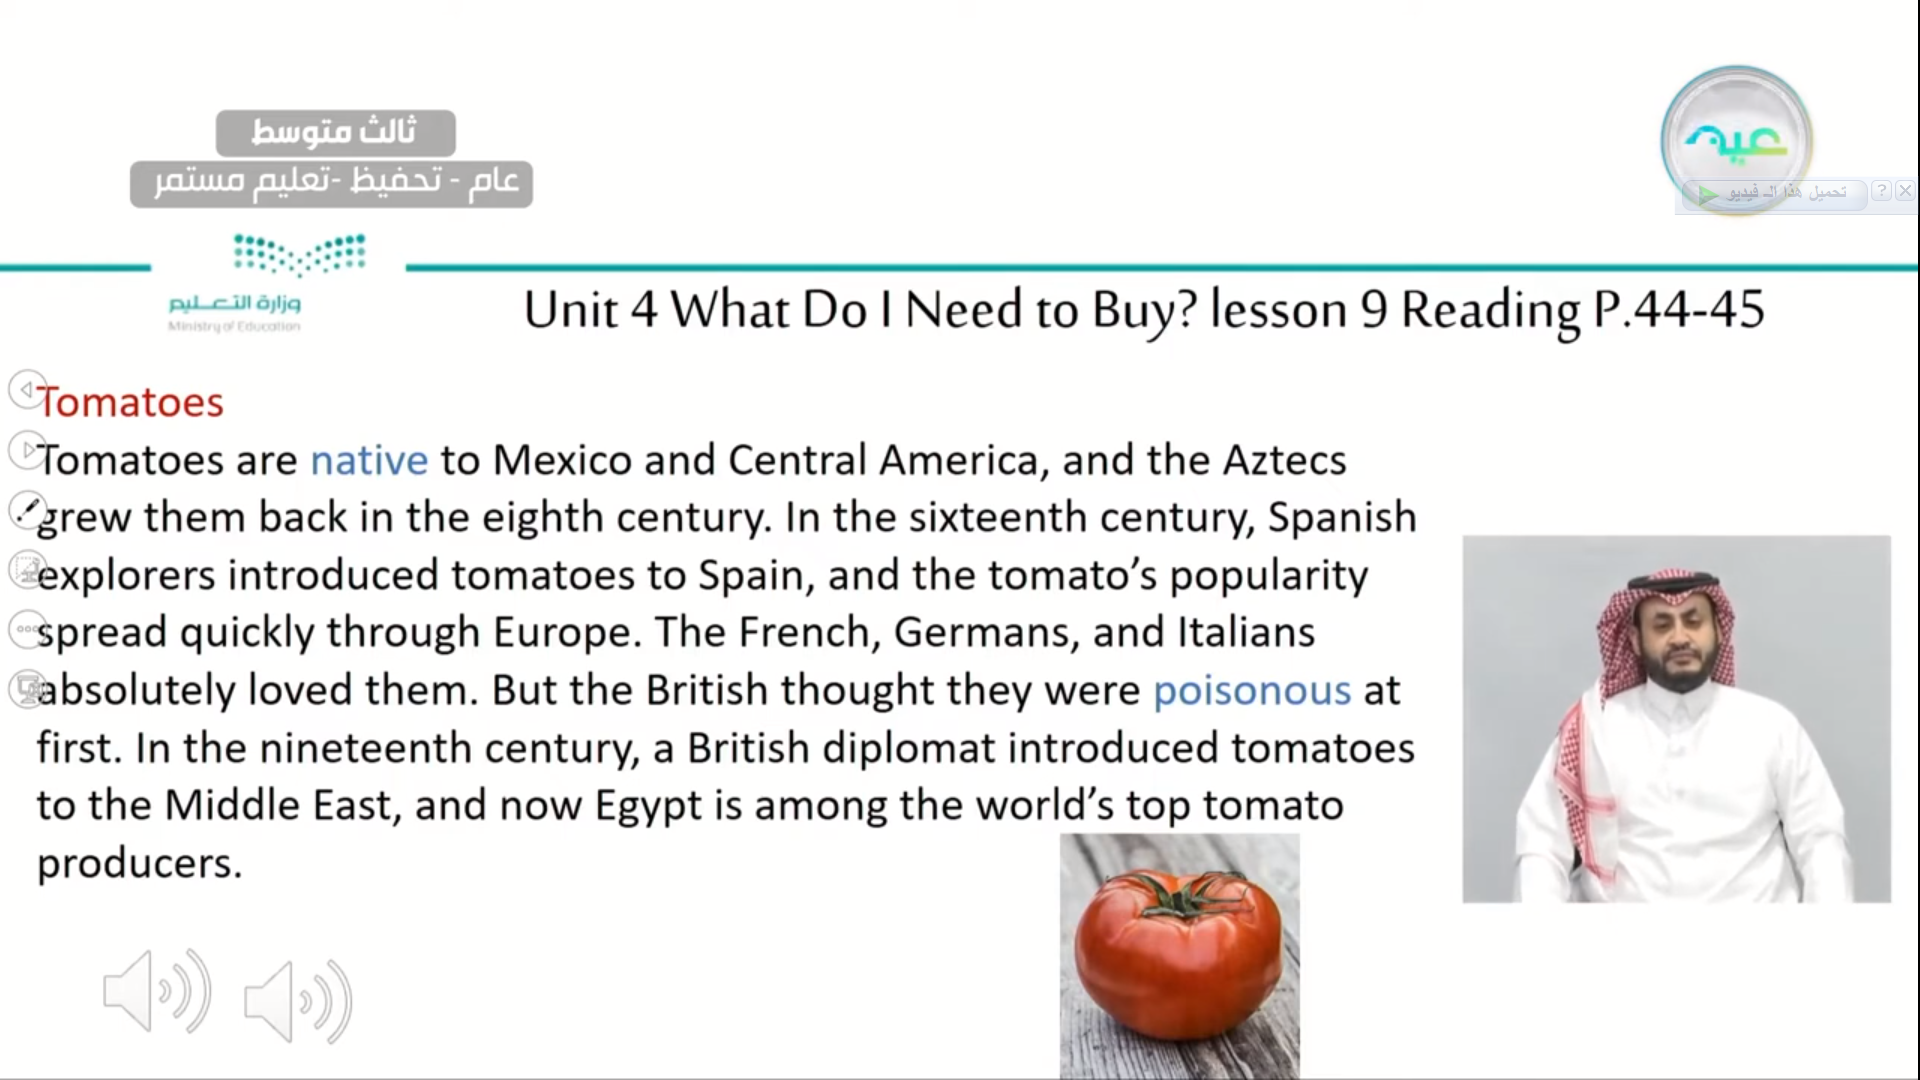 ثالث متوسط
عام - تحفيظ -تعليم مستمر
عين
تحميل هذا الـ فيديو
وزارة التعليم
Ministry of Education
Unit 4 What Do I Need to Buy? lesson 9 Reading P.44-45
Tomatoes
Tomatoes are native to Mexico and Central America, and the Aztecs
grew them back in the eighth century. In the sixteenth century, Spanish
explorers introduced tomatoes to Spain, and the tomato’s popularity
spread quickly through Europe. The French, Germans, and Italians
absolutely loved them. But the British thought they were poisonous at
first. In the nineteenth century, a British diplomat introduced tomatoes
to the Middle East, and now Egypt is among the world’s top tomato
producers.